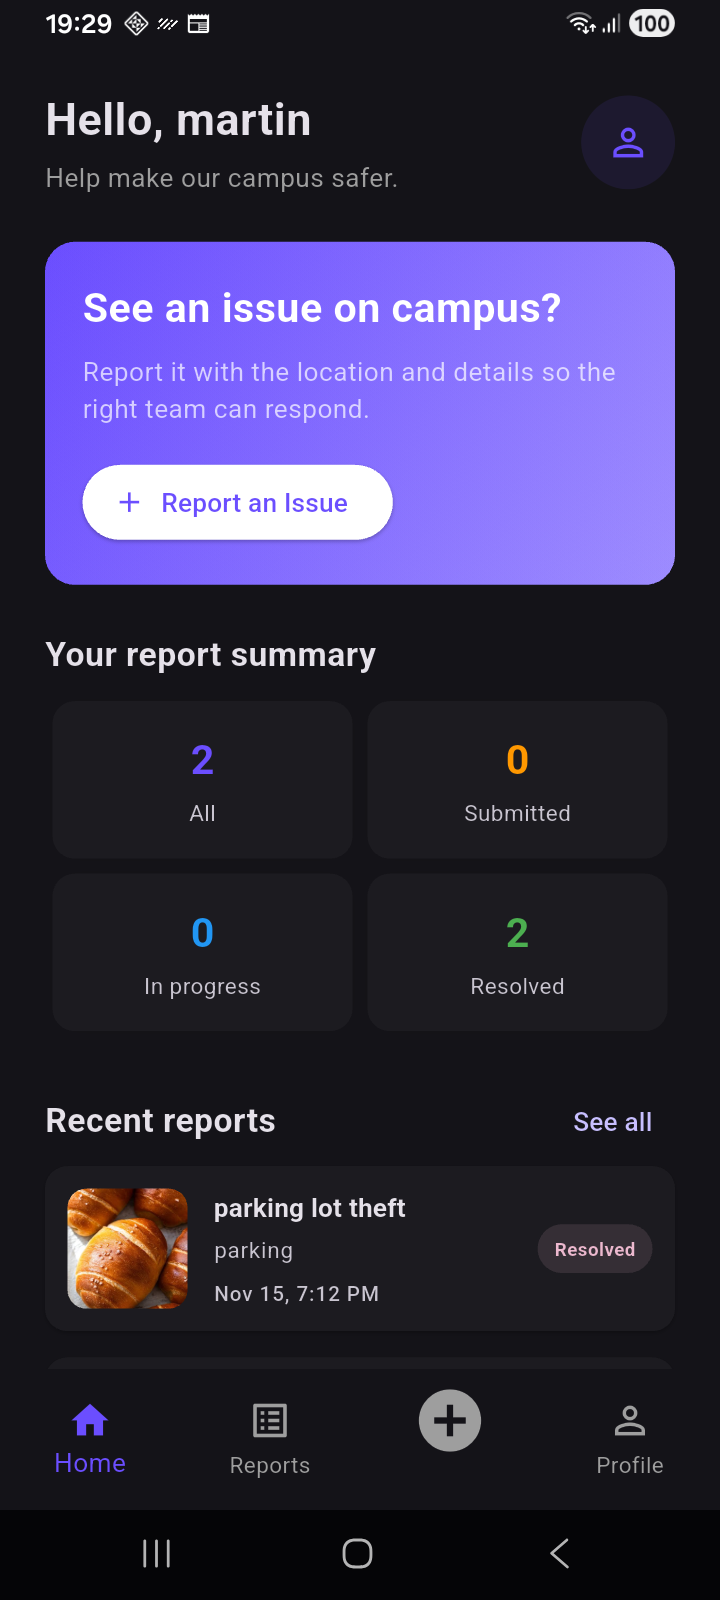 19:29
100
Hello, martin
Help make our campus safer.
See an issue on campus?
Report it with the location and details so the
right team can respond.
Report an Issue
Your report summary
2
All
0
Submitted
0
In progress
2
Resolved
Recent reports
See all
parking lot theft
parking
Nov 15, 7:12 PM
Resolved
Home
Reports
Profile